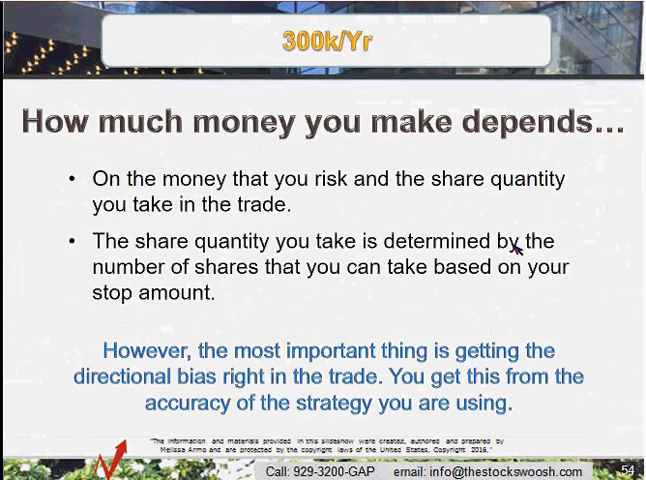 300k/Yr
How much money you make depends…
• On the money that you risk and the share quantity
you take in the trade.
• The share quantity you take is determined by the
number of shares that you can take based on your
stop amount.
However, the most important thing is getting the
directional bias right in the trade. You get this from the
accuracy of the strategy you are using.
"The information and materials provided in this slideshow were creates, authored and prepared by
Melissa Armo and are protected by the copyright laws of the United States, Copyright 2016."
Call: 929-3200-GAP email: info@thestockswoosh.com 54